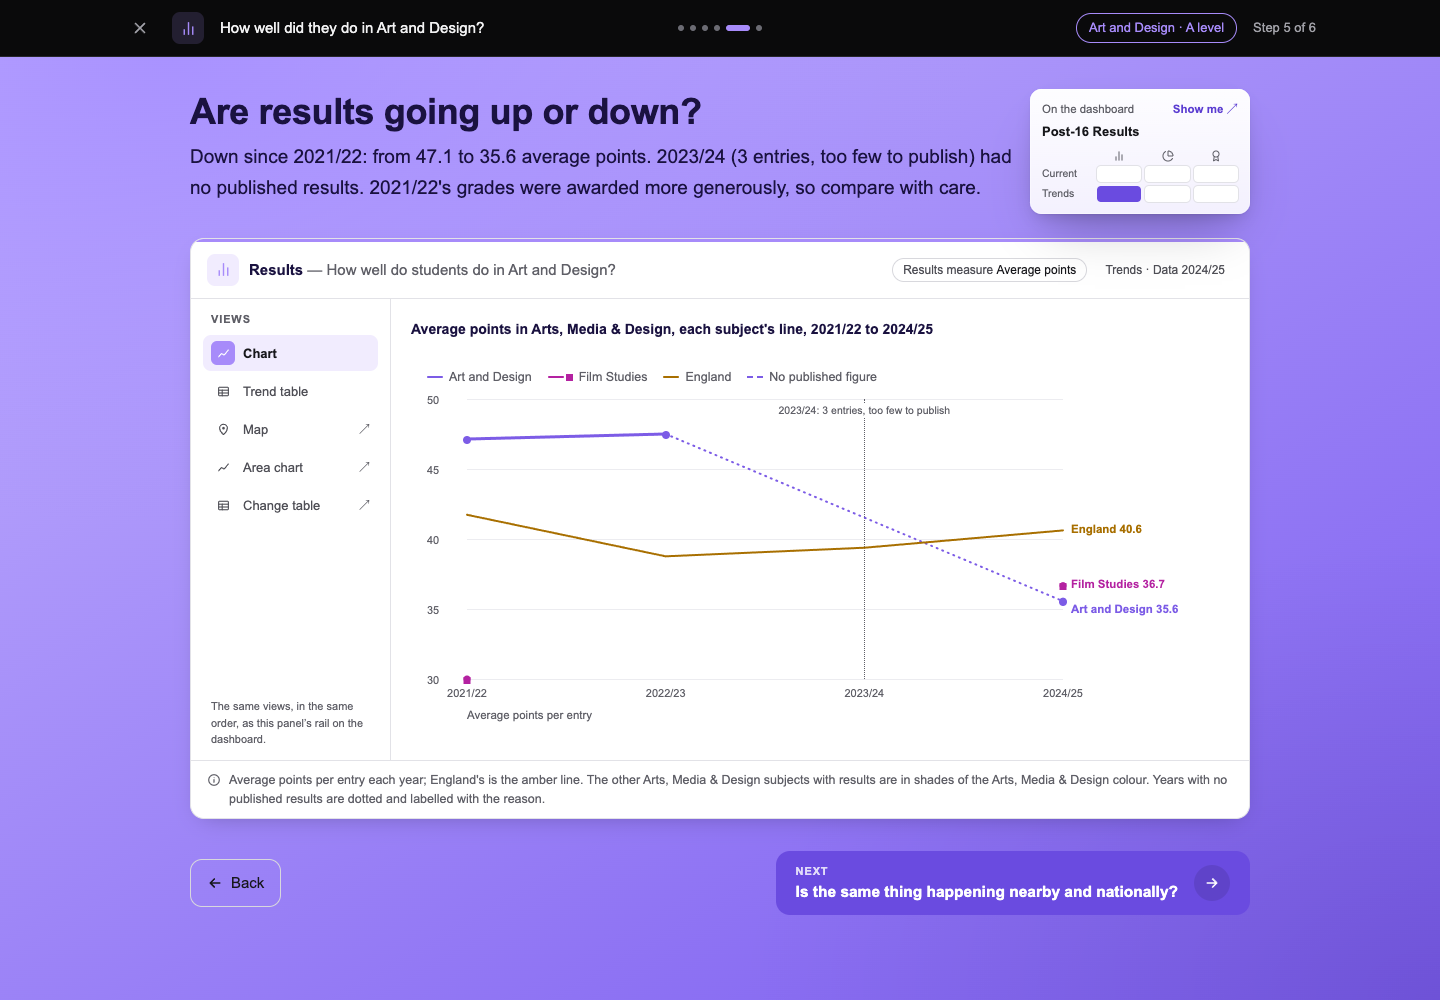 How well did they do in Art and Design?
Art and Design · A level
Step 5 of 6
Are results going up or down?
Down since 2021/22: from 47.1 to 35.6 average points. 2023/24 (3 entries, too few to publish) had
no published results. 2021/22's grades were awarded more generously, so compare with care.
On the dashboard
Show me
Post-16 Results
Current
Trends
Results — How well do students do in Art and Design?
Results measure Average points
Trends · Data 2024/25
VIEWS
Chart
Trend table
Map
Area chart
Change table
The same views, in the same
order, as this panel's rail on the
dashboard.
Average points in Arts, Media & Design, each subject's line, 2021/22 to 2024/25
Art and Design
Film Studies
England
No published figure
50
2023/24: 3 entries, too few to publish
45
40
35
30
England 40.6
Film Studies 36.7
Art and Design 35.6
2021/22
2022/23
2023/24
2024/25
Average points per entry
Average points per entry each year; England's is the amber line. The other Arts, Media & Design subjects with results are in shades of the Arts, Media & Design colour. Years with no
published results are dotted and labelled with the reason.
Back
NEXT
Is the same thing happening nearby and nationally?